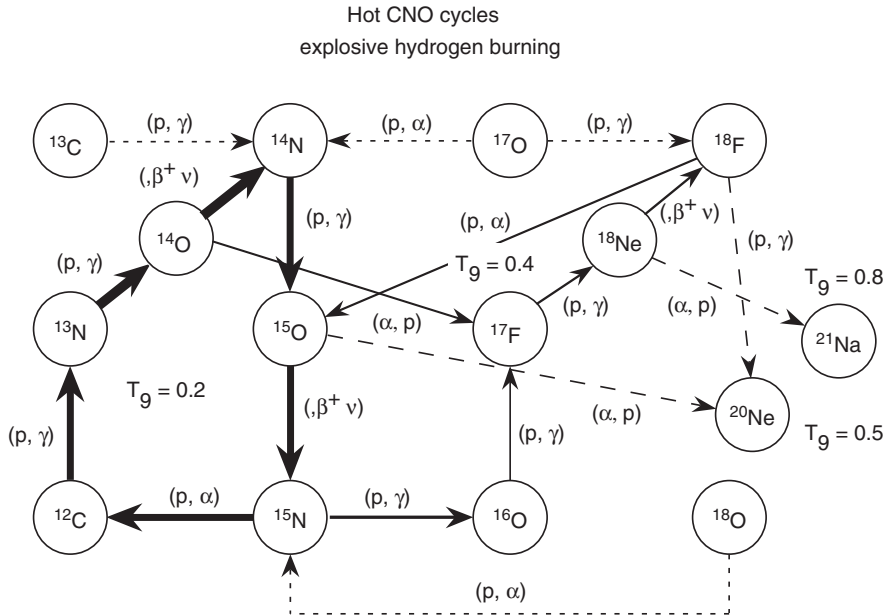 Hot CNO cycles
explosive hydrogen burning
(p, γ)
(p, α)
(p, γ)
¹³C
¹⁴N
¹⁷O
¹⁸F
(,β⁺ ν)
(p, γ)
(p, α)
(,β⁺ ν)
¹⁴O
¹⁸Ne
(p, γ)
(p, γ)
T₉ = 0.4
T₉ = 0.8
(p, γ)
(α, p)
¹³N
¹⁵O
(α, p)
¹⁷F
²¹Na
T₉ = 0.2
(,β⁺ ν)
(α, p)
²⁰Ne
(p, γ)
(p, γ)
T₉ = 0.5
(p, α)
(p, γ)
¹²C
¹⁵N
¹⁶O
¹⁸O
(p, α)